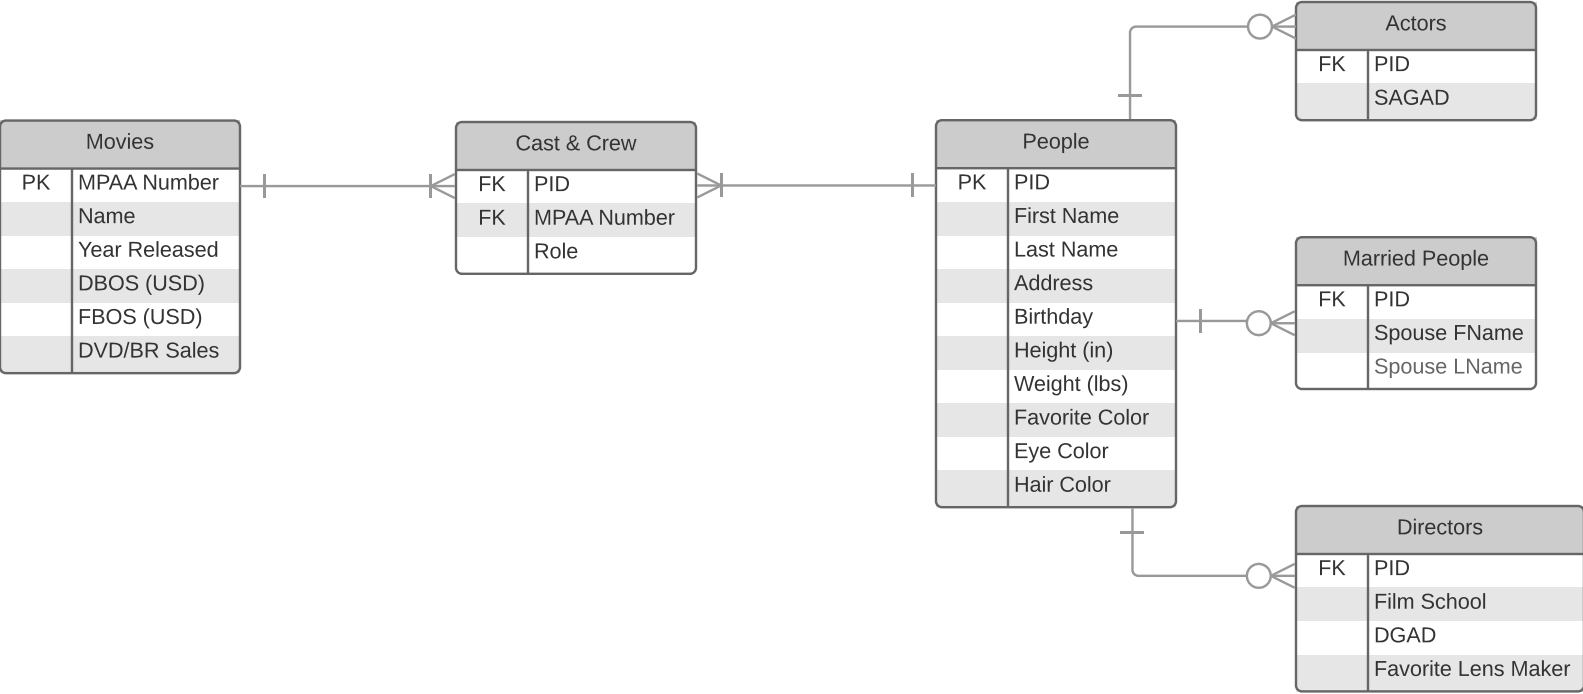 Movies
PK MPAA Number
Name
Year Released
DBOS (USD)
FBOS (USD)
DVD/BR Sales
Cast & Crew
FK PID
FK MPAA Number
Role
People
PK PID
First Name
Last Name
Address
Birthday
Height (in)
Weight (lbs)
Favorite Color
Eye Color
Hair Color
Actors
FK PID
SAGAD
Married People
FK PID
Spouse FName
Spouse LName
Directors
FK PID
Film School
DGAD
Favorite Lens Maker